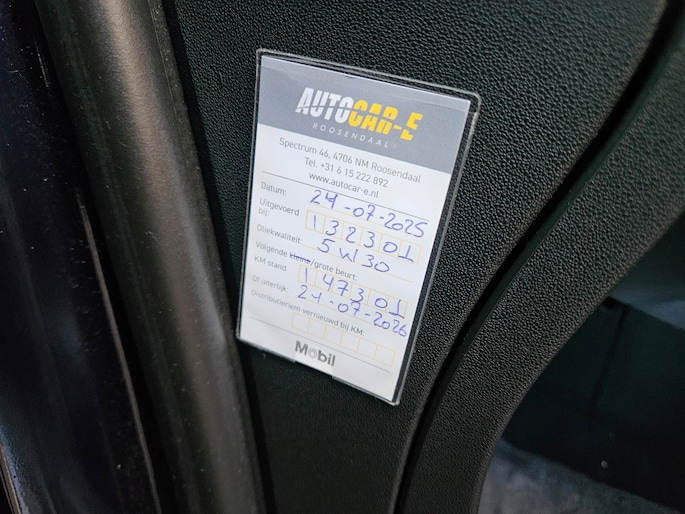 AUTOCAR-E
ROOSENDAAL
Spectrum 46, 4706 NM Roosendaal
Tel. +31 6 15 222 892
www.autocar-e.nl
Datum: 24-07-2025
Uitgevoerd bij: 132301
Oliekwaliteit: 5W30
Volgende kleine/grote beurt:
KM stand 147301
Of uiterlijk: 24-07-2026
Distributieriem vernieuwd bij KM:
Mobil